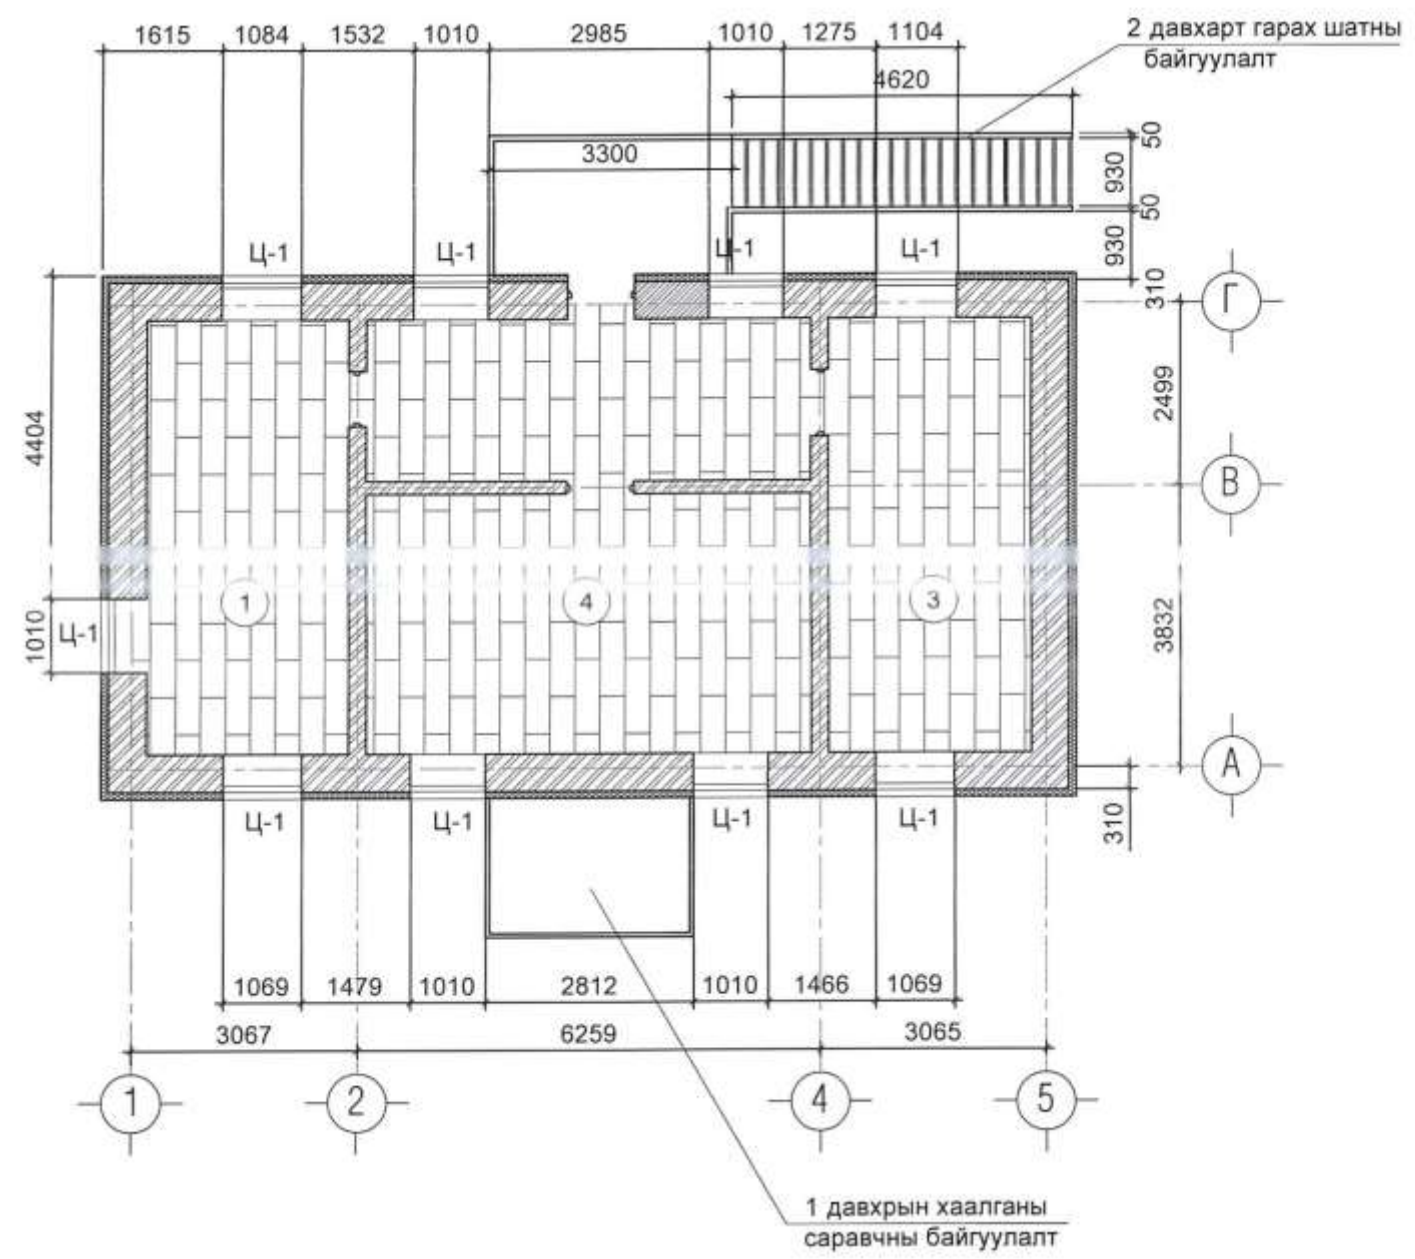 1615 1084 1532 1010 2985 1010 1275 1104
2 давхарт гарах шатны
байгуулалт
4620
3300
50
930
50
930
310
Ц-1 Ц-1 Ц-1 Ц-1
Г
4404
2499
В
1 4 3
1010
Ц-1
3832
А
Ц-1 Ц-1 Ц-1 Ц-1
310
1069 1479 1010 2812 1010 1466 1069
3067 6259 3065
1 2 4 5
1 давхрын хаалганы
саравчны байгуулалт